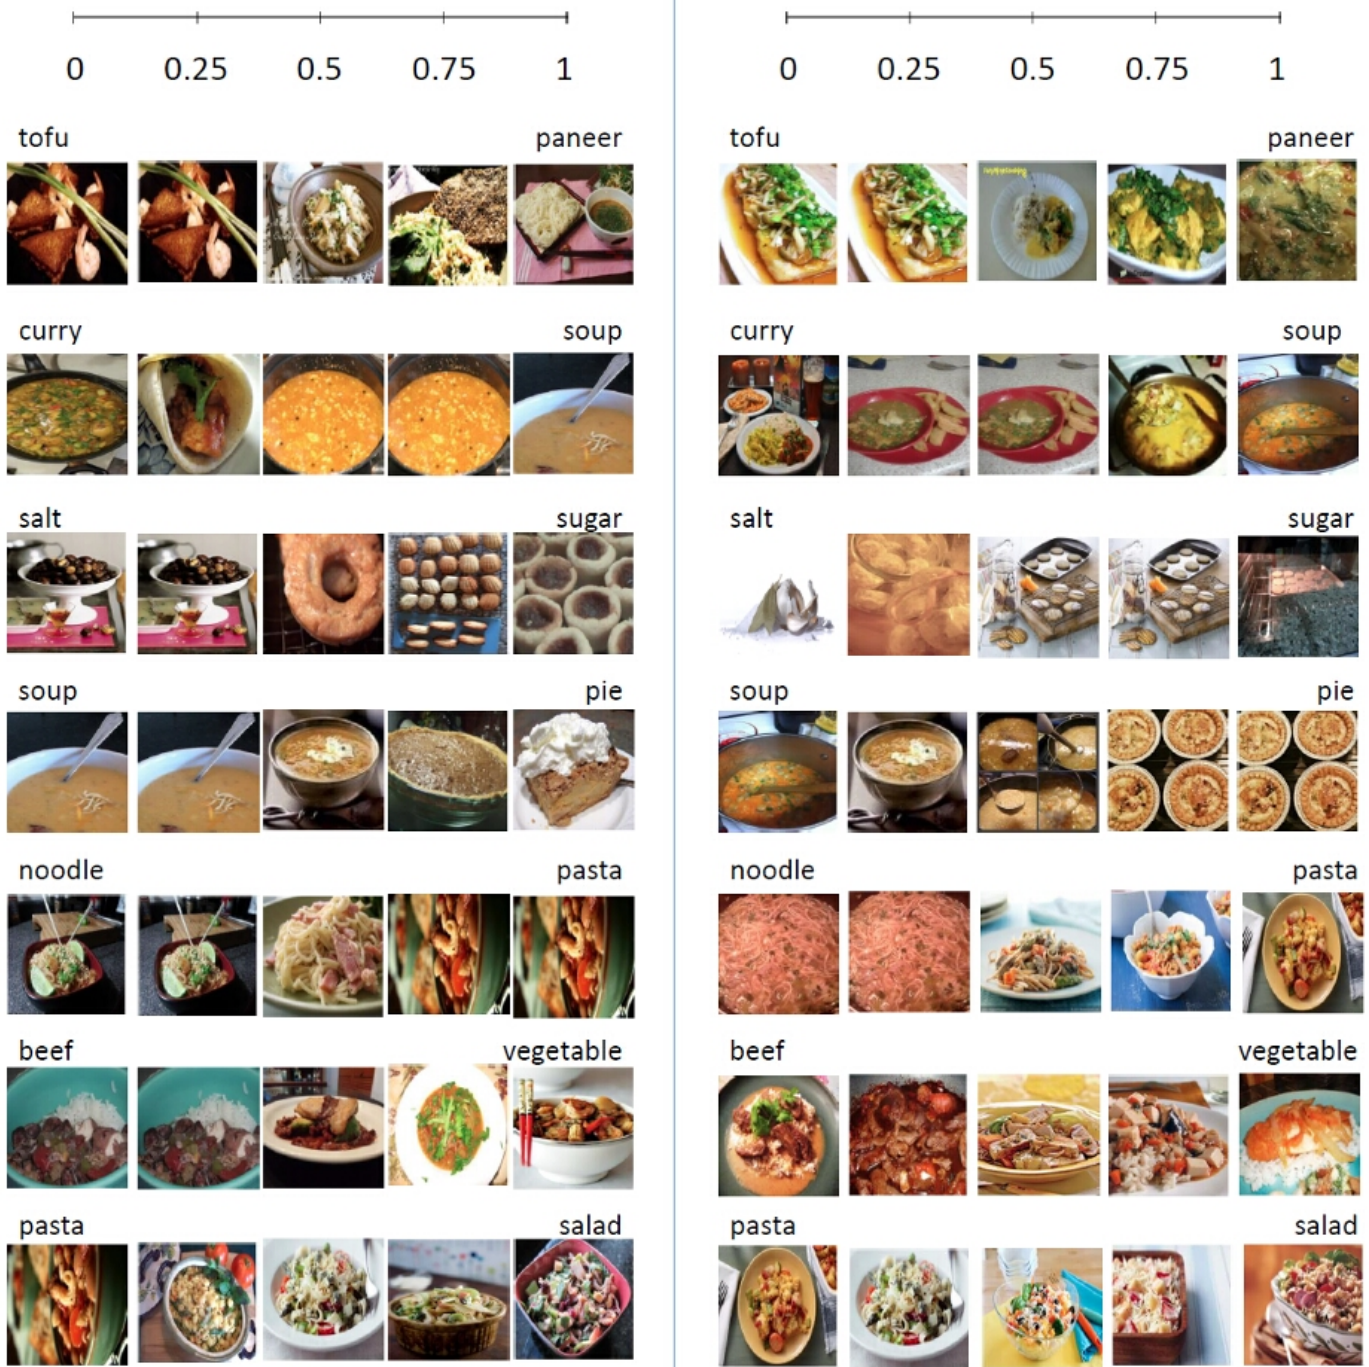 0 0.25 0.5 0.75 1
tofu paneer
curry soup
salt sugar
soup pie
noodle pasta
beef vegetable
pasta salad
0 0.25 0.5 0.75 1
tofu paneer
curry soup
salt sugar
soup pie
noodle pasta
beef vegetable
pasta salad